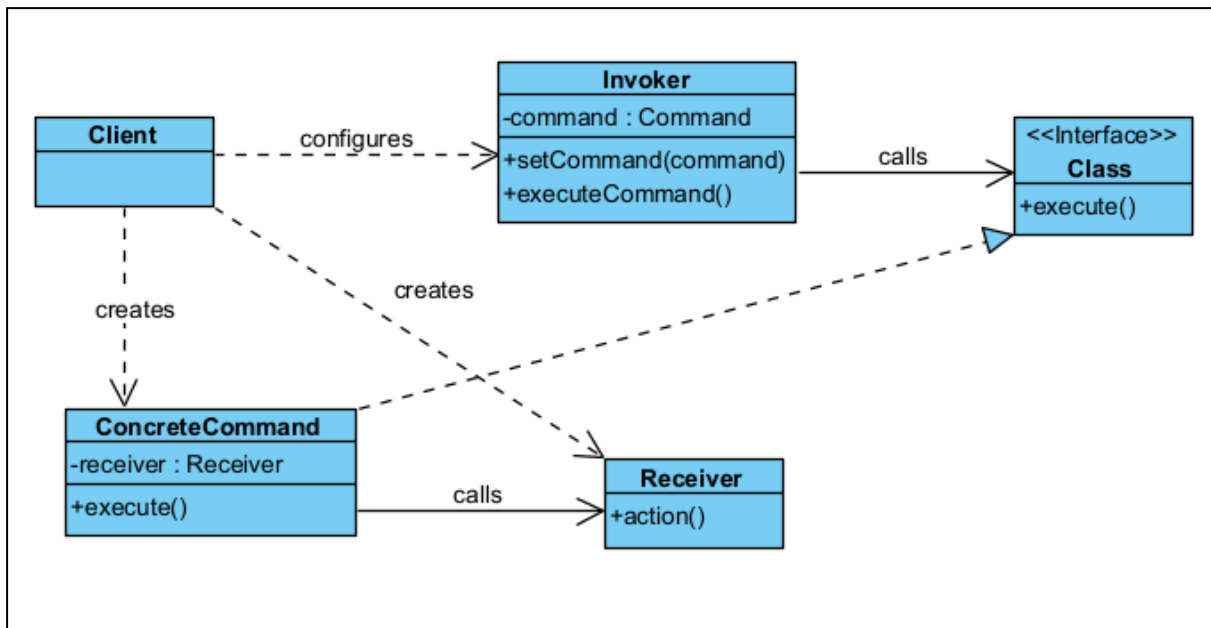 Client
configures
Invoker
-command : Command
+setCommand(command)
+executeCommand()
calls
<<Interface>>
Class
+execute()
creates
creates
ConcreteCommand
-receiver : Receiver
+execute()
calls
Receiver
+action()